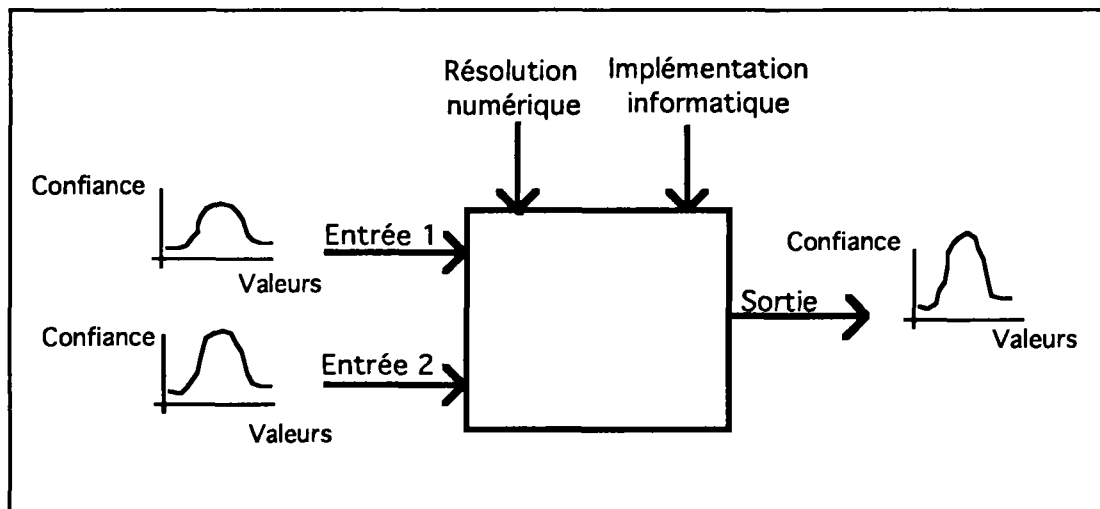 Résolution
numérique
Implémentation
informatique
Confiance
Valeurs
Entrée 1
Confiance
Valeurs
Entrée 2
Sortie
Confiance
Valeurs